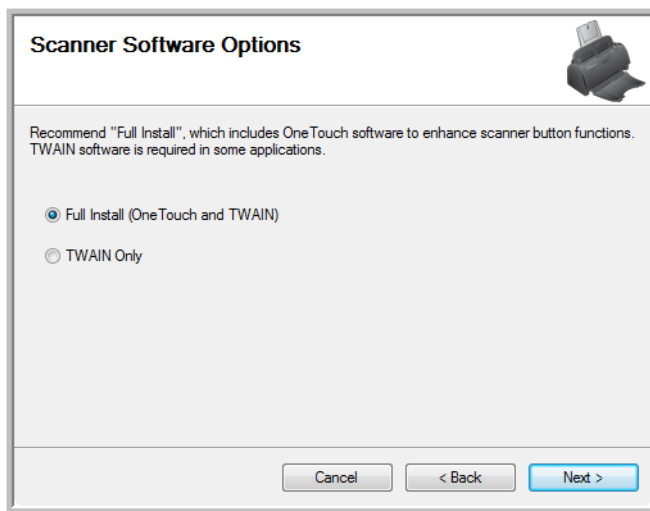 Scanner Software Options
Recommend "Full Install", which includes OneTouch software to enhance scanner button functions.
TWAIN software is required in some applications.
Full Install (OneTouch and TWAIN)
TWAIN Only
Cancel
< Back
Next >